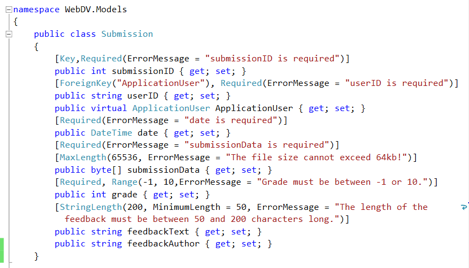 namespace WebDV.Models
{
public class Submission
{
[Key,Required(ErrorMessage = "submissionID is required")]
public int submissionID { get; set; }
[ForeignKey("ApplicationUser"), Required(ErrorMessage = "userID is required")]
public string userID { get; set; }
public virtual ApplicationUser ApplicationUser { get; set; }
[Required(ErrorMessage = "date is required")]
public DateTime date { get; set; }
[Required(ErrorMessage = "submissionData is required")]
[MaxLength(65536, ErrorMessage = "The file size cannot exceed 64kb!")]
public byte[] submissionData { get; set; }
[Required, Range(-1, 10,ErrorMessage = "Grade must be between -1 or 10.")]
public int grade { get; set; }
[StringLength(200, MinimumLength = 50, ErrorMessage = "The length of the
feedback must be between 50 and 200 characters long.")]
public string feedbackText { get; set; }
public string feedbackAuthor { get; set; }
}